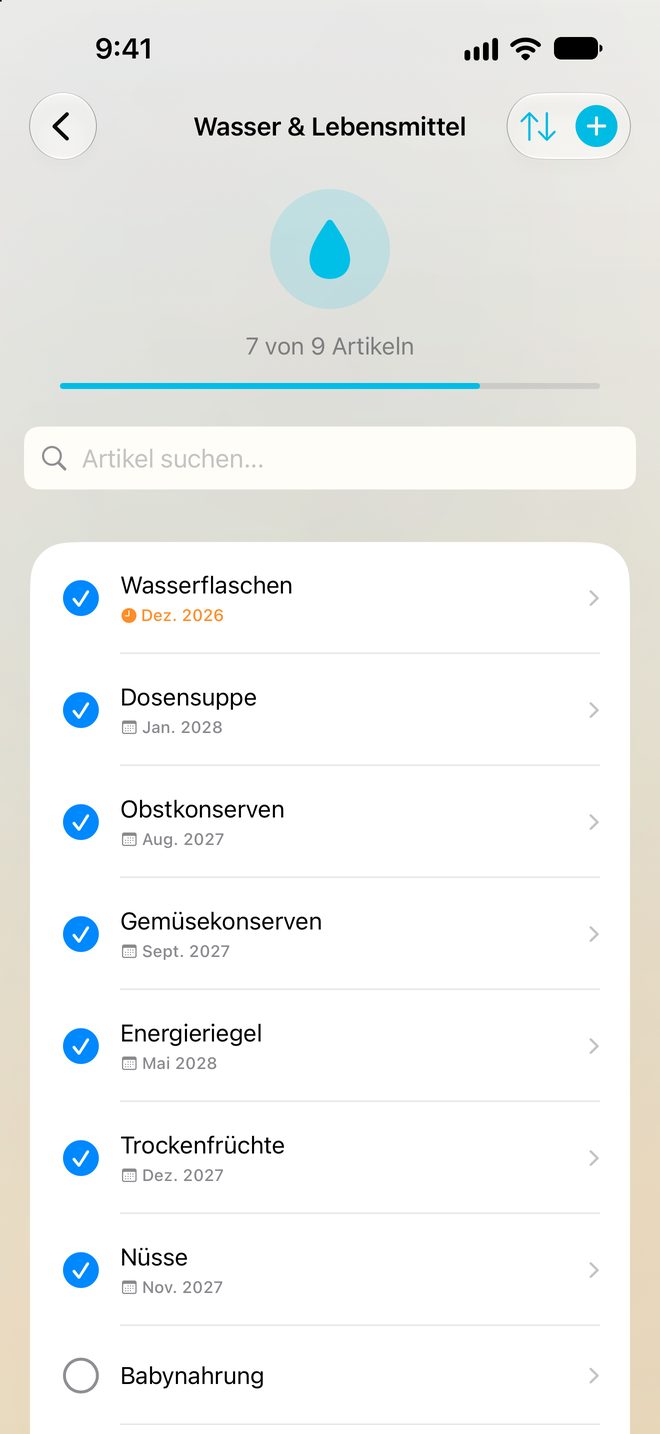 9:41
Wasser & Lebensmittel
7 von 9 Artikeln
Artikel suchen...
Wasserflaschen
Dez. 2026
Dosensuppe
Jan. 2028
Obstkonserven
Aug. 2027
Gemüsekonserven
Sept. 2027
Energieriegel
Mai 2028
Trockenfrüchte
Dez. 2027
Nüsse
Nov. 2027
Babynahrung